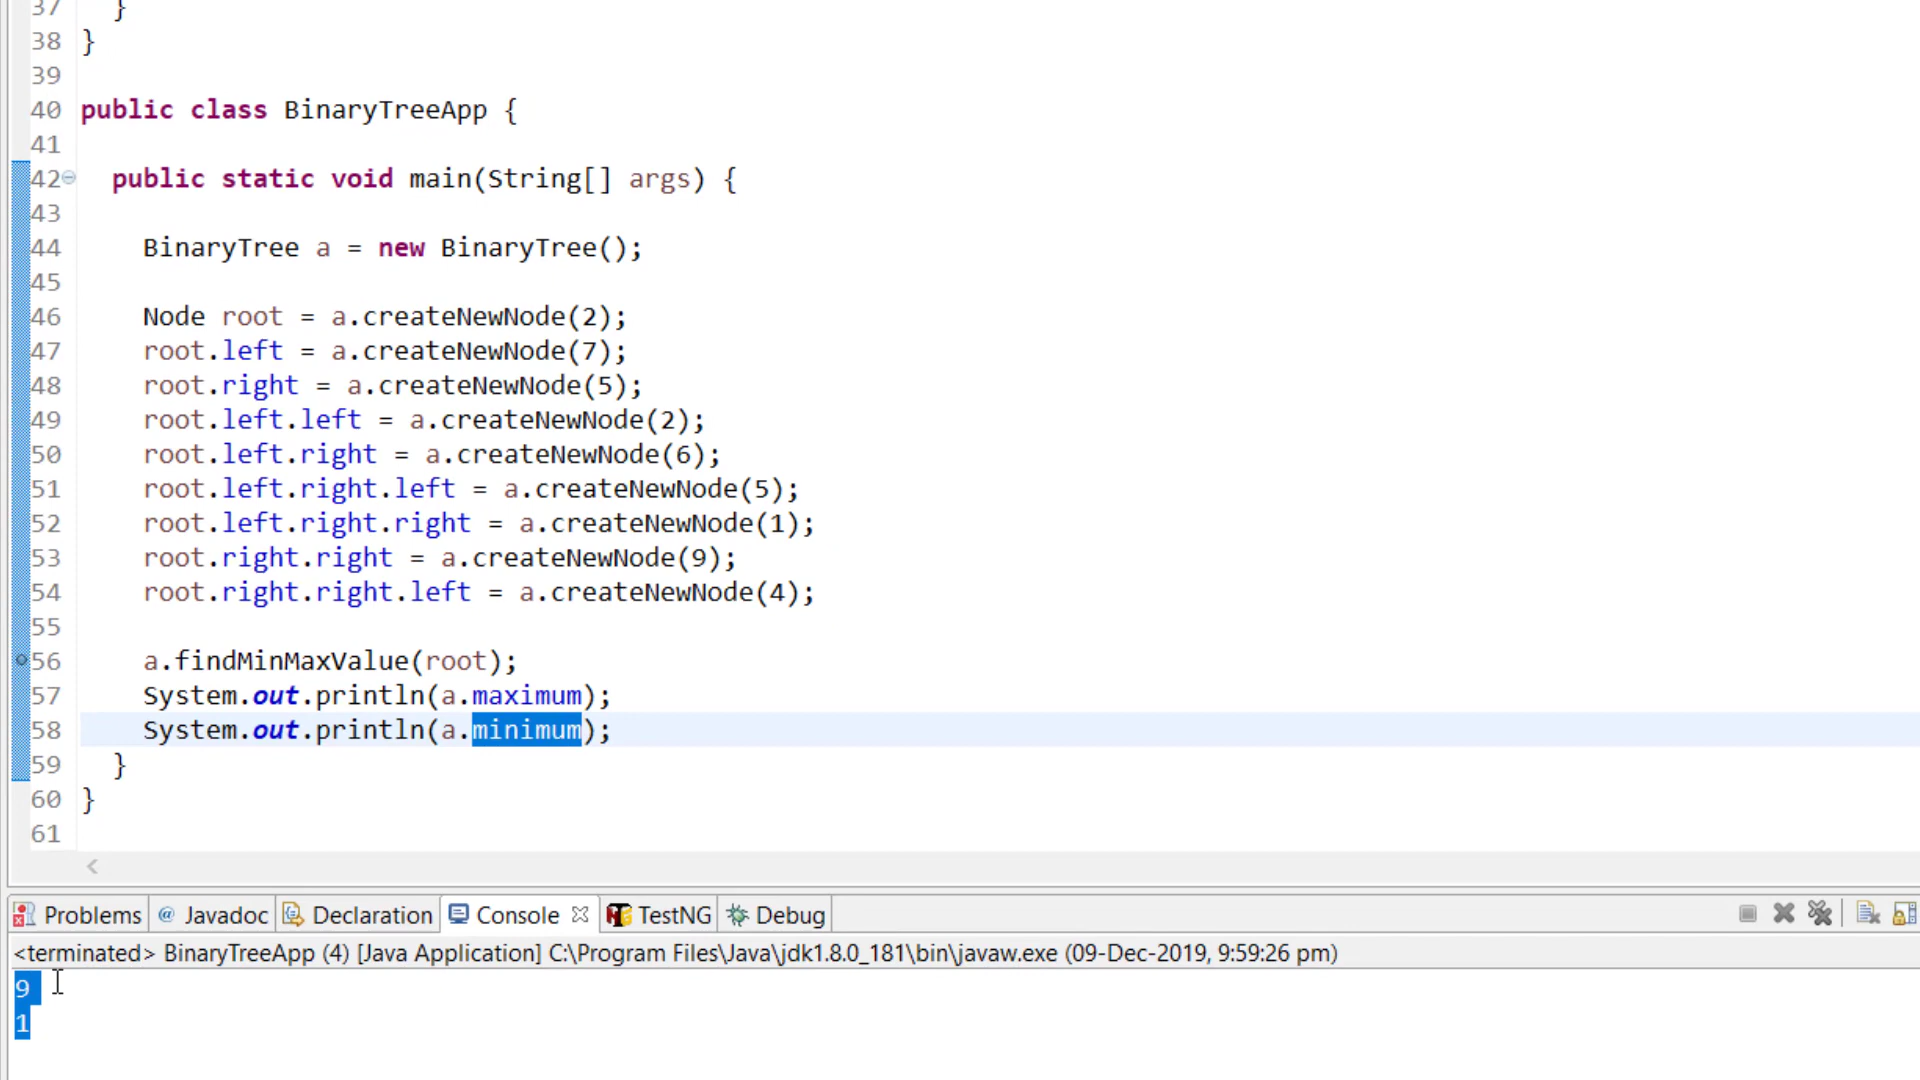 37 }
38 }
39
40 public class BinaryTreeApp {
41
42 public static void main(String[] args) {
43
44 BinaryTree a = new BinaryTree();
45
46 Node root = a.createNewNode(2);
47 root.left = a.createNewNode(7);
48 root.right = a.createNewNode(5);
49 root.left.left = a.createNewNode(2);
50 root.left.right = a.createNewNode(6);
51 root.left.right.left = a.createNewNode(5);
52 root.left.right.right = a.createNewNode(1);
53 root.right.right = a.createNewNode(9);
54 root.right.right.left = a.createNewNode(4);
55
56 a.findMinMaxValue(root);
57 System.out.println(a.maximum);
58 System.out.println(a.minimum);
59 }
60 }
61
Problems @ Javadoc Declaration Console TestNG Debug
<terminated> BinaryTreeApp (4) [Java Application] C:\Program Files\Java\jdk1.8.0_181\bin\javaw.exe (09-Dec-2019, 9:59:26 pm)
9
1